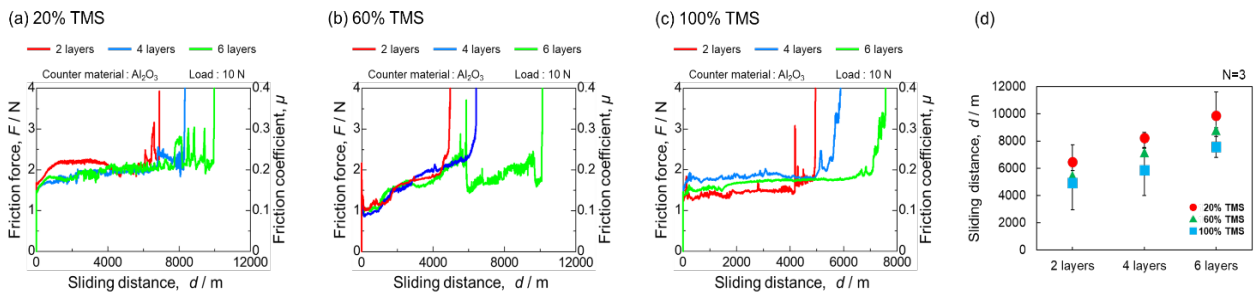 (a) 20% TMS
2 layers 4 layers 6 layers
Counter material : Al₂O₃ Load : 10 N
Friction force, F / N
4
3
2
1
0
Friction coefficient, μ
0.4
0.3
0.2
0.1
0
0 2000 4000 6000 8000 10000 12000
Sliding distance, d / m
(b) 60% TMS
2 layers 4 layers 6 layers
Counter material : Al₂O₃ Load : 10 N
Friction force, F / N
4
3
2
1
0
Friction coefficient, μ
0.4
0.3
0.2
0.1
0
0 4000 8000 12000
Sliding distance, d / m
(c) 100% TMS
2 layers 4 layers 6 layers
Counter material : Al₂O₃ Load : 10 N
Friction force, F / N
4
3
2
1
0
Friction coefficient, μ
0.4
0.3
0.2
0.1
0
0 1000 2000 3000 4000 5000 6000 7000 8000
Sliding distance, d / m
(d)
N=3
Sliding distance, d / m
12000
10000
8000
6000
4000
2000
0
20% TMS
60% TMS
100% TMS
2 layers 4 layers 6 layers